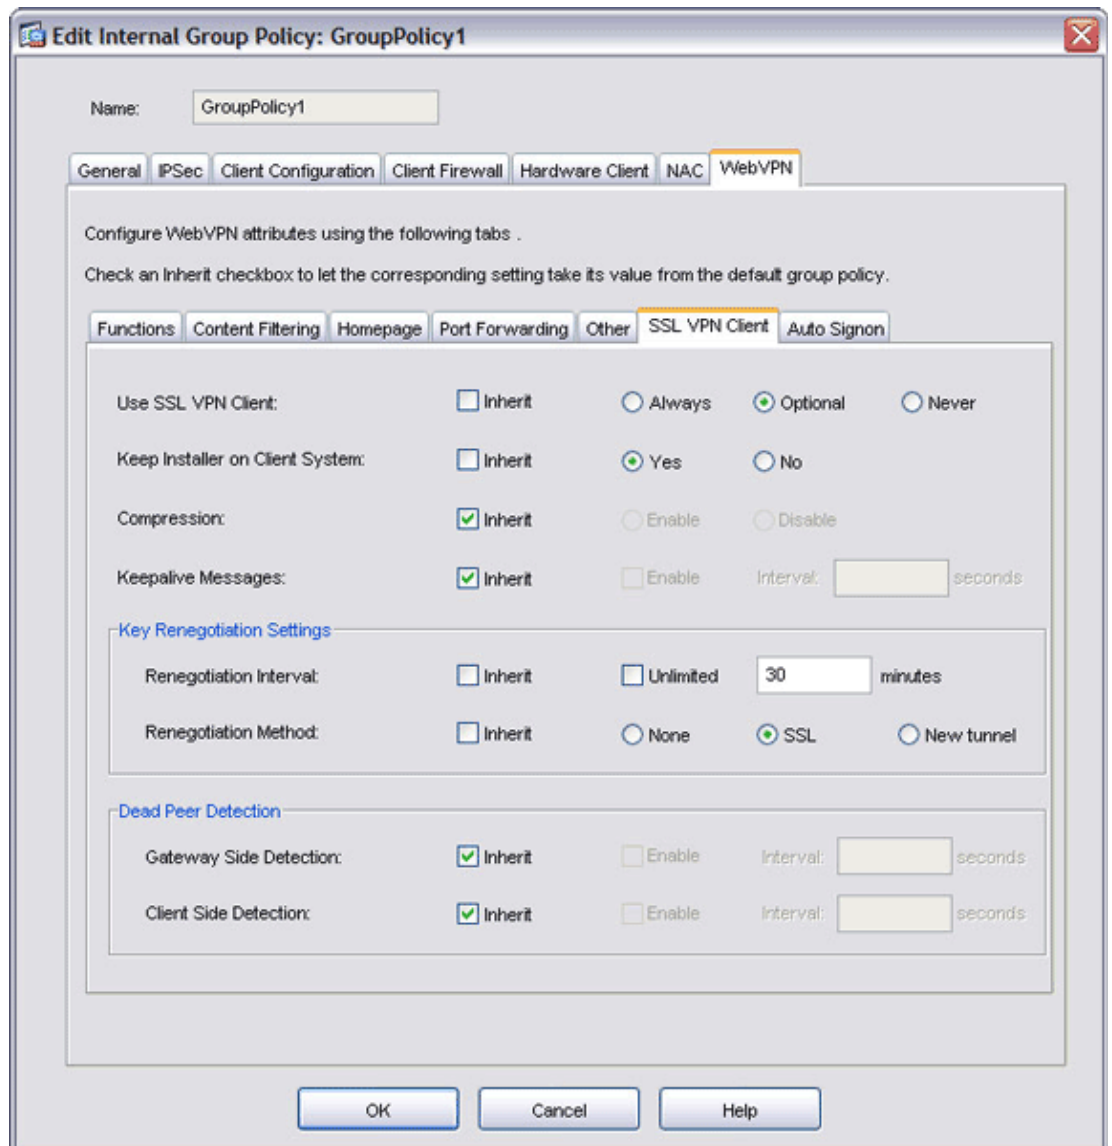 Edit Internal Group Policy: GroupPolicy1
Name: GroupPolicy1
General IPSec Client Configuration Client Firewall Hardware Client NAC WebVPN
Configure WebVPN attributes using the following tabs .
Check an Inherit checkbox to let the corresponding setting take its value from the default group policy.
Functions Content Filtering Homepage Port Forwarding Other SSL VPN Client Auto Signon
Use SSL VPN Client: Inherit Always Optional Never
Keep Installer on Client System: Inherit Yes No
Compression: Inherit Enable Disable
Keepalive Messages: Inherit Enable Interval: seconds
Key Renegotiation Settings
Renegotiation Interval: Inherit Unlimited 30 minutes
Renegotiation Method: Inherit None SSL New tunnel
Dead Peer Detection
Gateway Side Detection: Inherit Enable Interval: seconds
Client Side Detection: Inherit Enable Interval: seconds
OK Cancel Help